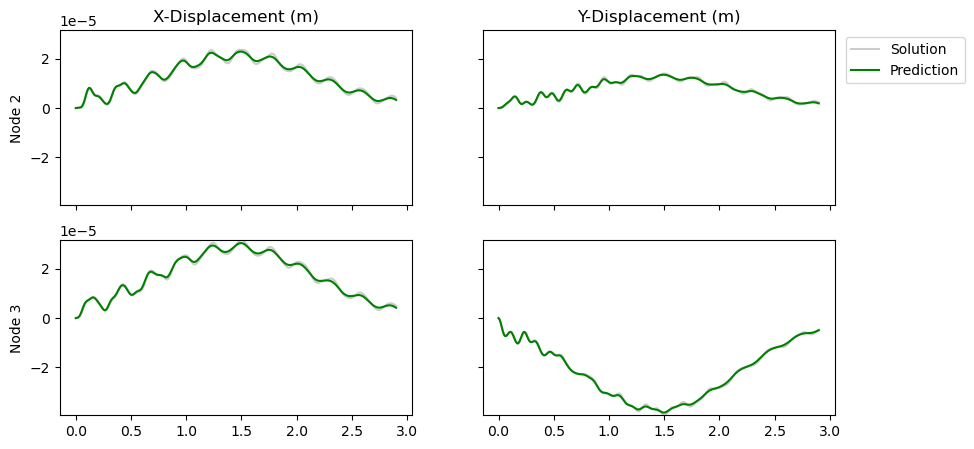 X-Displacement (m) Y-Displacement (m)
1e−5
Solution
Prediction
2
0
−2
Node 2
1e−5
2
0
−2
Node 3
0.0 0.5 1.0 1.5 2.0 2.5 3.0 0.0 0.5 1.0 1.5 2.0 2.5 3.0